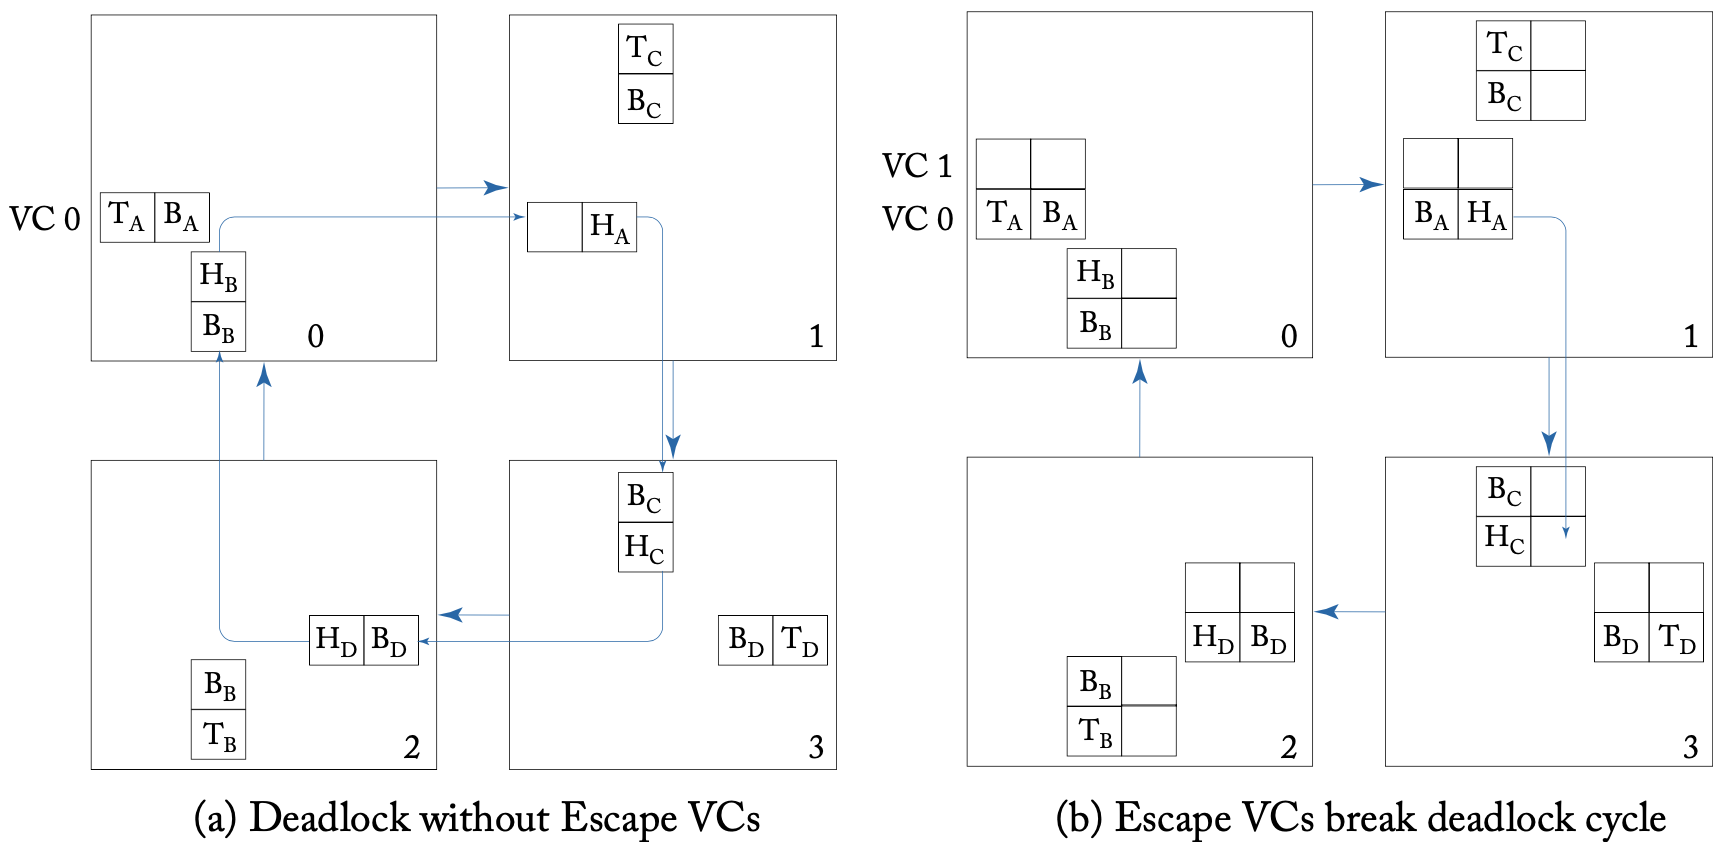 T_C
B_C
VC 0
T_A B_A
H_A
H_B
B_B
0
1
B_C
H_C
H_D B_D
B_D T_D
B_B
T_B
2
3
(a) Deadlock without Escape VCs
T_C
B_C
VC 1
VC 0
T_A B_A
B_A H_A
H_B
B_B
0
1
B_C
H_C
H_D B_D
B_D T_D
B_B
T_B
2
3
(b) Escape VCs break deadlock cycle